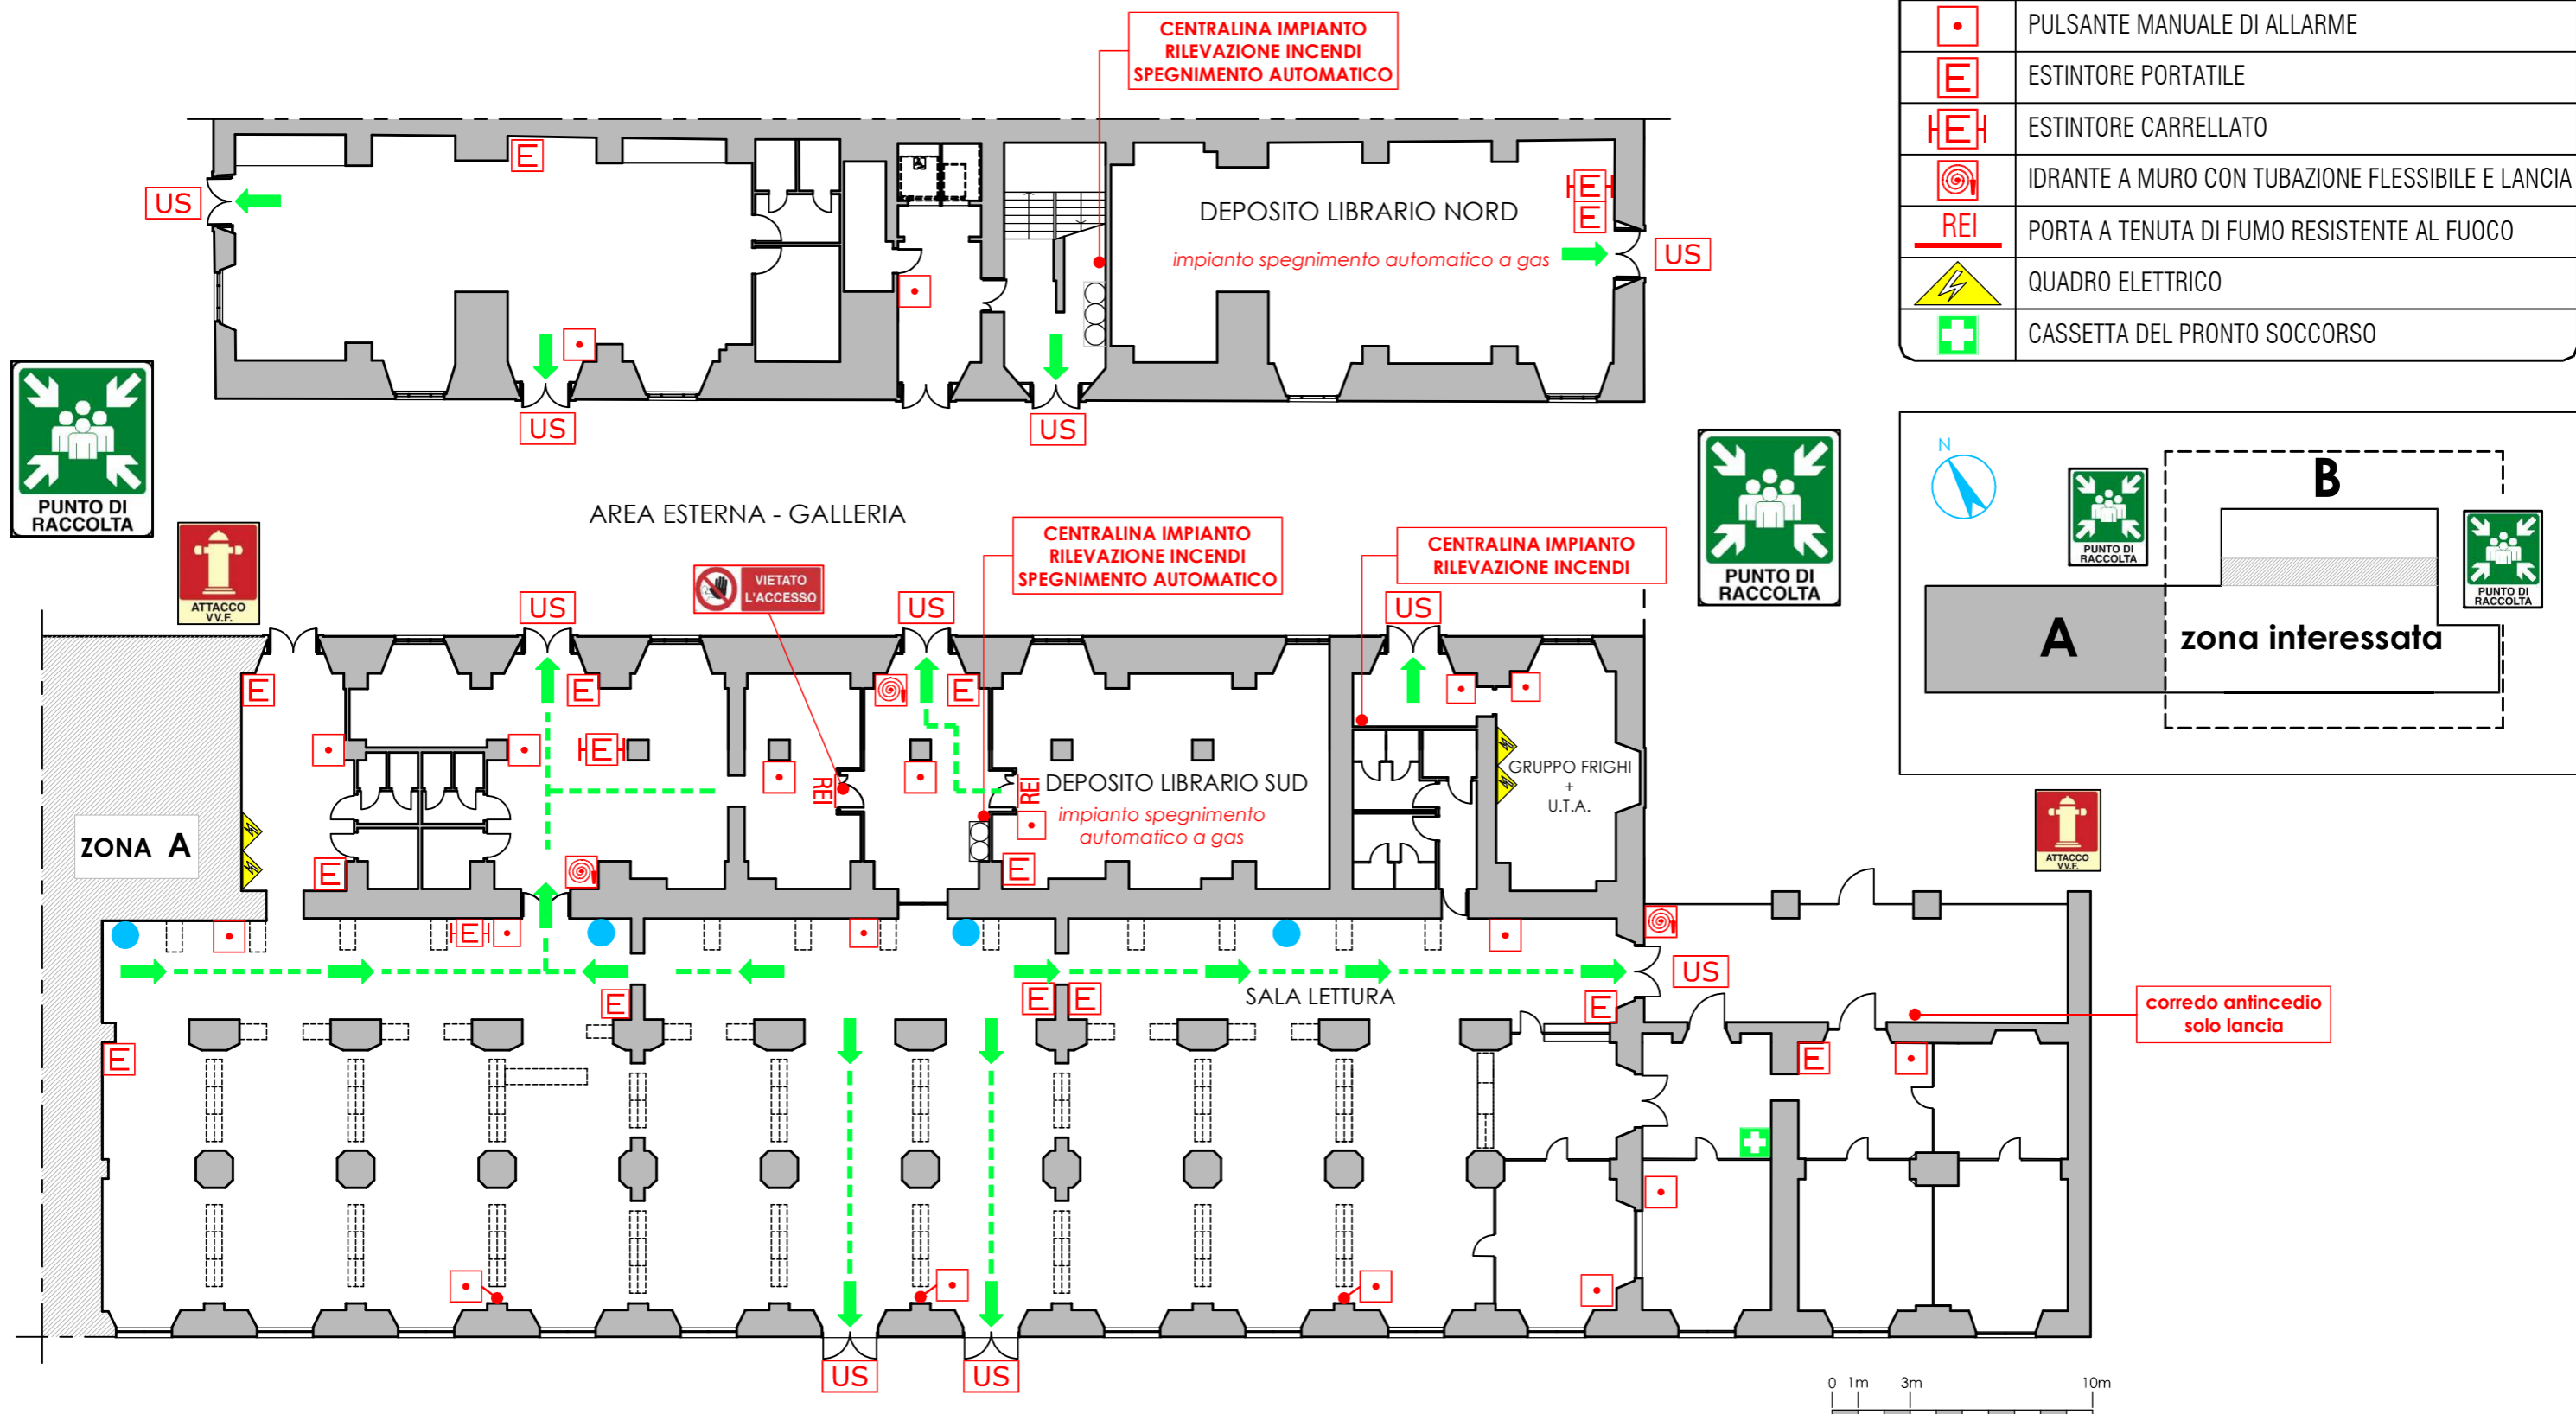 CENTRALINA IMPIANTO
RILEVAZIONE INCENDI
SPEGNIMENTO AUTOMATICO
PULSANTE MANUALE DI ALLARME
E
ESTINTORE PORTATILE
E
ESTINTORE CARRELLATO
IDRANTE A MURO CON TUBAZIONE FLESSIBILE E LANCIA
REI
PORTA A TENUTA DI FUMO RESISTENTE AL FUOCO
QUADRO ELETTRICO
CASSETTA DEL PRONTO SOCCORSO
E
A
E
E
US
DEPOSITO LIBRARIO NORD
impianto spegnimento automatico a gas
US
US
US
PUNTO DI
RACCOLTA
PUNTO DI
RACCOLTA
N
B
PUNTO DI
RACCOLTA
PUNTO DI
RACCOLTA
A
zona interessata
AREA ESTERNA - GALLERIA
ATTACCO
VV.F.
VIETATO
L'ACCESSO
CENTRALINA IMPIANTO
RILEVAZIONE INCENDI
SPEGNIMENTO AUTOMATICO
CENTRALINA IMPIANTO
RILEVAZIONE INCENDI
US
US
US
E
E
E
E
REI
REI
DEPOSITO LIBRARIO SUD
impianto spegnimento
automatico a gas
GRUPPO FRIGHI
+
U.T.A.
ZONA A
E
E
ATTACCO
VV.F.
E
US
E
E
E
E
SALA LETTURA
corredo antincedio
solo lancia
E
E
US
US
0 1m 3m 10m